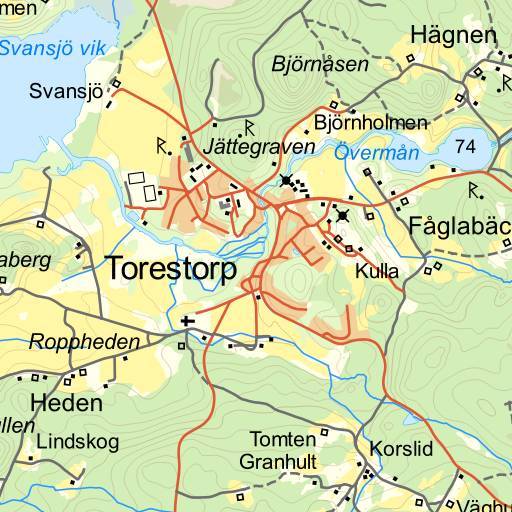 men
Svansjö vik
Hägnen
Björnåsen
Svansjö
Björnholmen
R.
R
Jättegraven
Övermån
74
R.
R.
Fåglabäc
aberg
Torestorp
Kulla
Roppheden
Heden
llen
Lindskog
Tomten
Granhult
Korslid
Väghu